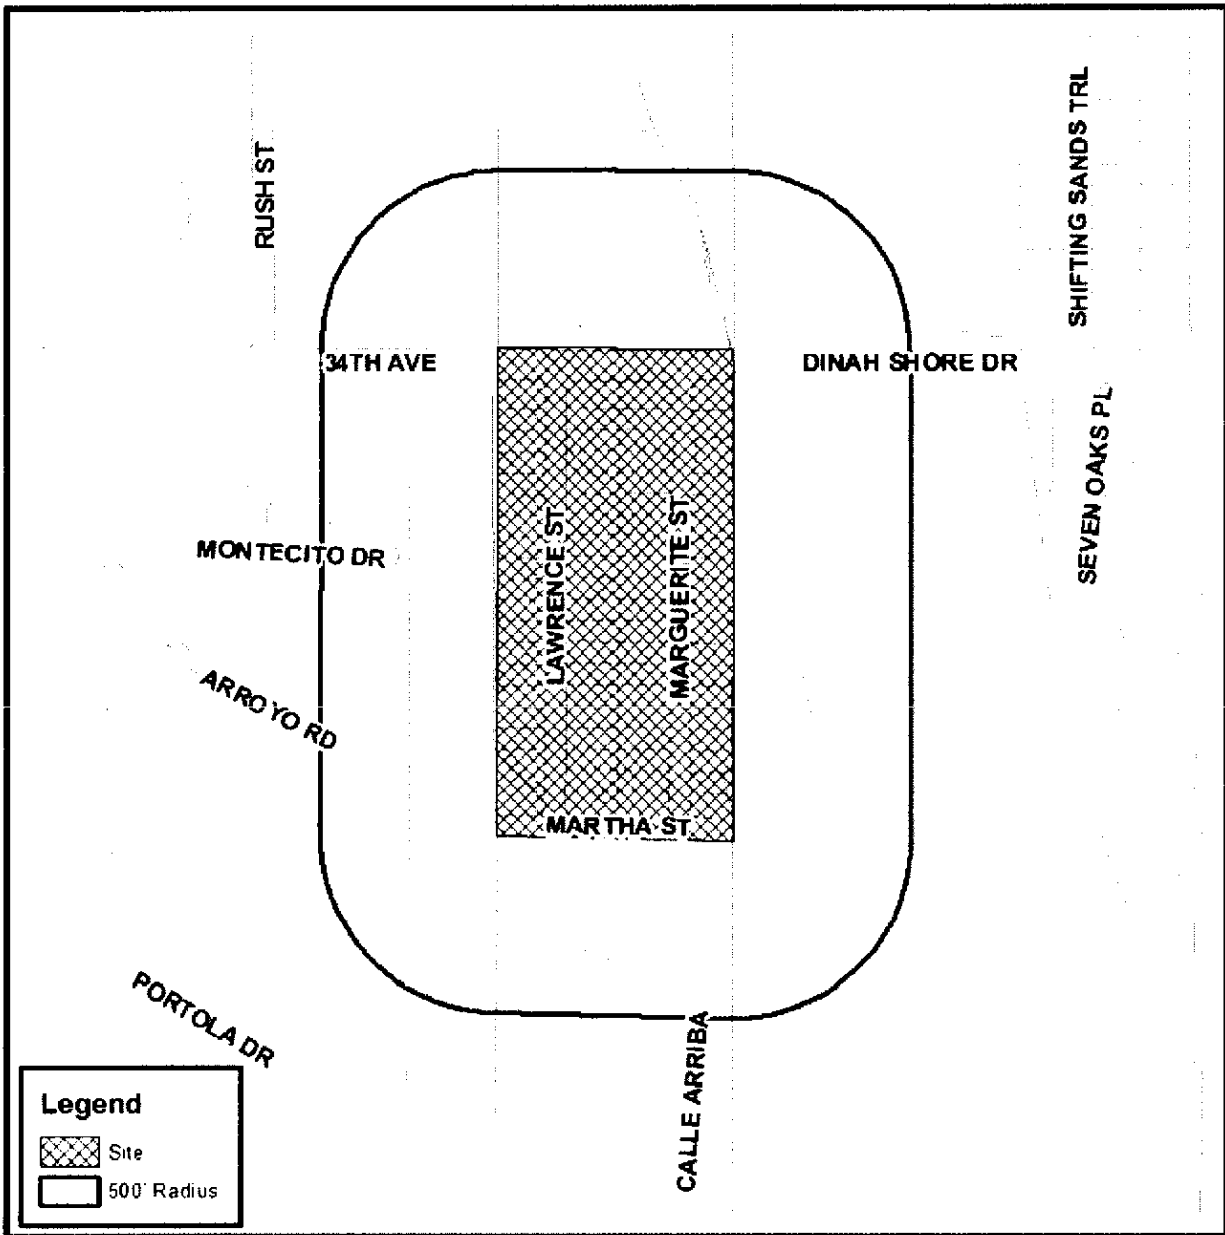 RUSH ST
SHIFTING SANDS TRL
34TH AVE
DINAH SHORE DR
SEVEN OAKS PL
MONTECITO DR
LAWRENCE ST
MARGUERITE ST
ARROYO RD
MARTHA ST
PORTOLA DR
CALLE ARRIBA
Legend
Site
500' Radius